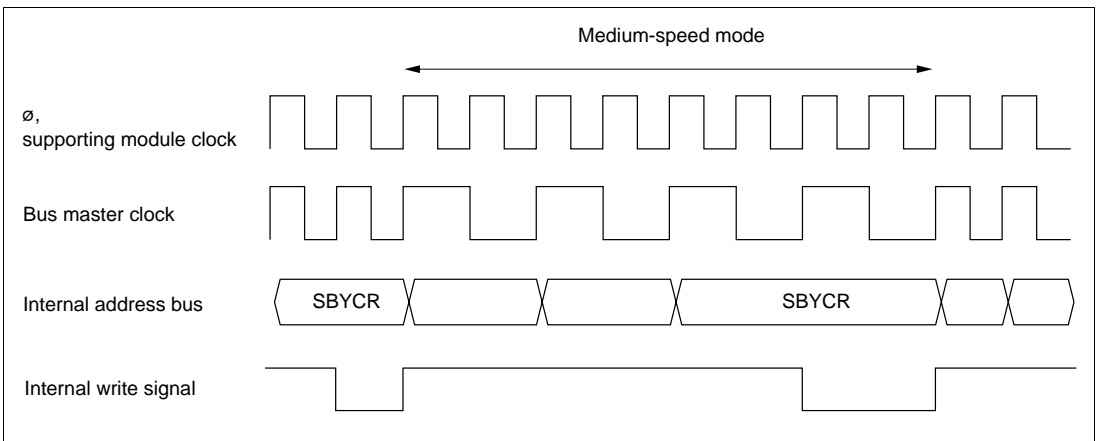 Medium-speed mode
ø,
supporting module clock
Bus master clock
Internal address bus
SBYCR
SBYCR
Internal write signal